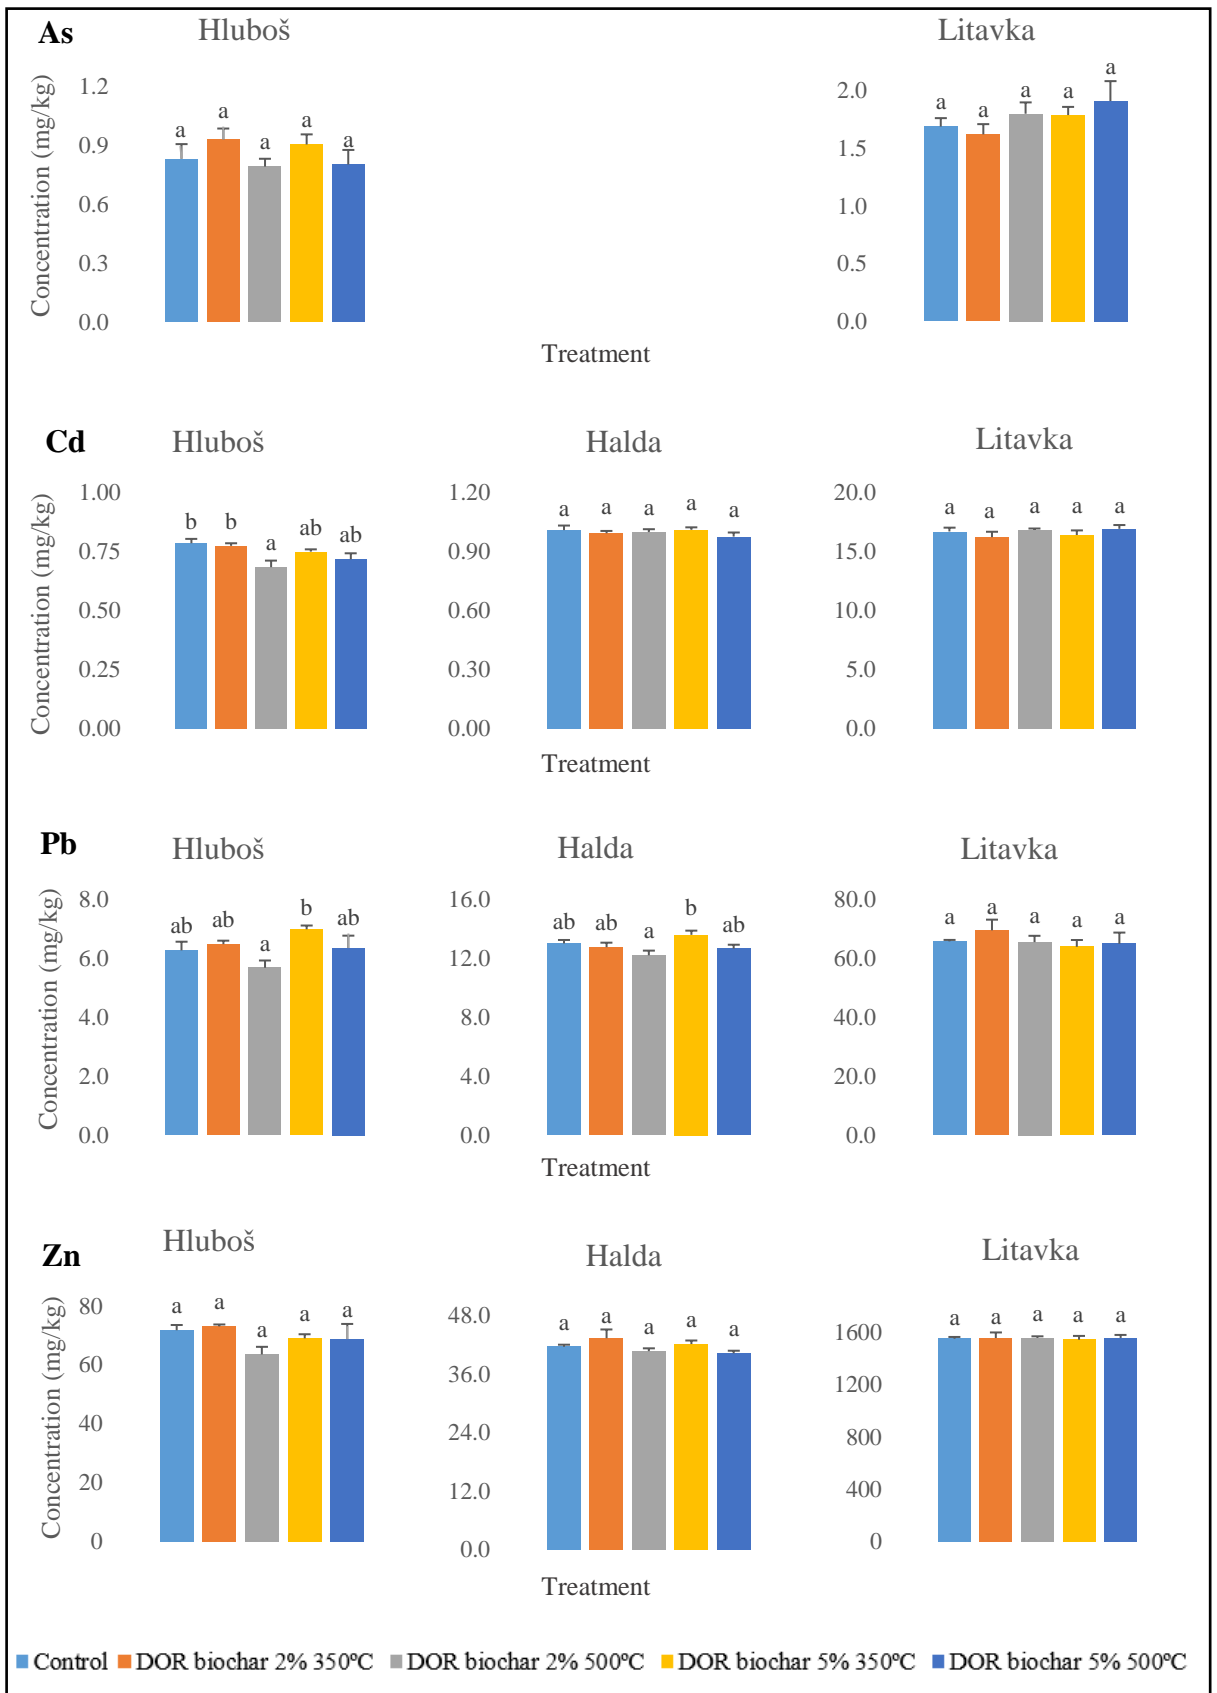 As Hluboš Litavka
Concentration (mg/kg)
1.2
0.9
0.6
0.3
0.0
a a a a a
2.0
1.5
1.0
0.5
0.0
a a a a a
Treatment
Cd Hluboš Halda Litavka
Concentration (mg/kg)
1.00
0.75
0.50
0.25
0.00
b b a ab ab
1.20
0.90
0.60
0.30
0.00
a a a a a
20.0
15.0
10.0
5.0
0.0
a a a a a
Treatment
Pb Hluboš Halda Litavka
Concentration (mg/kg)
8.0
6.0
4.0
2.0
0.0
ab ab a b ab
16.0
12.0
8.0
4.0
0.0
ab ab a b ab
80.0
60.0
40.0
20.0
0.0
a a a a a
Treatment
Zn Hluboš Halda Litavka
Concentration (mg/kg)
80
60
40
20
0
a a a a a
48.0
36.0
24.0
12.0
0.0
a a a a a
1600
1200
800
400
0
a a a a a
Treatment
Control DOR biochar 2% 350ºC DOR biochar 2% 500ºC DOR biochar 5% 350ºC DOR biochar 5% 500ºC